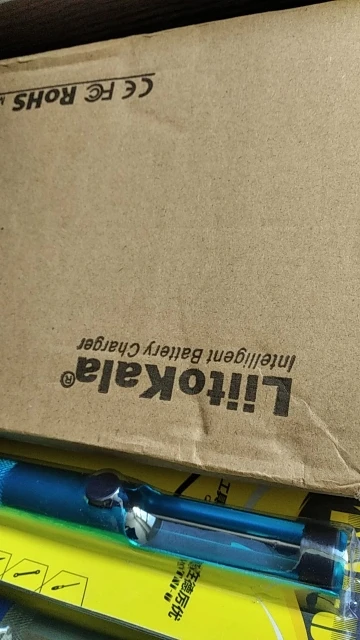 LiitoKala®
Intelligent Battery Charger
CE FC RoHS